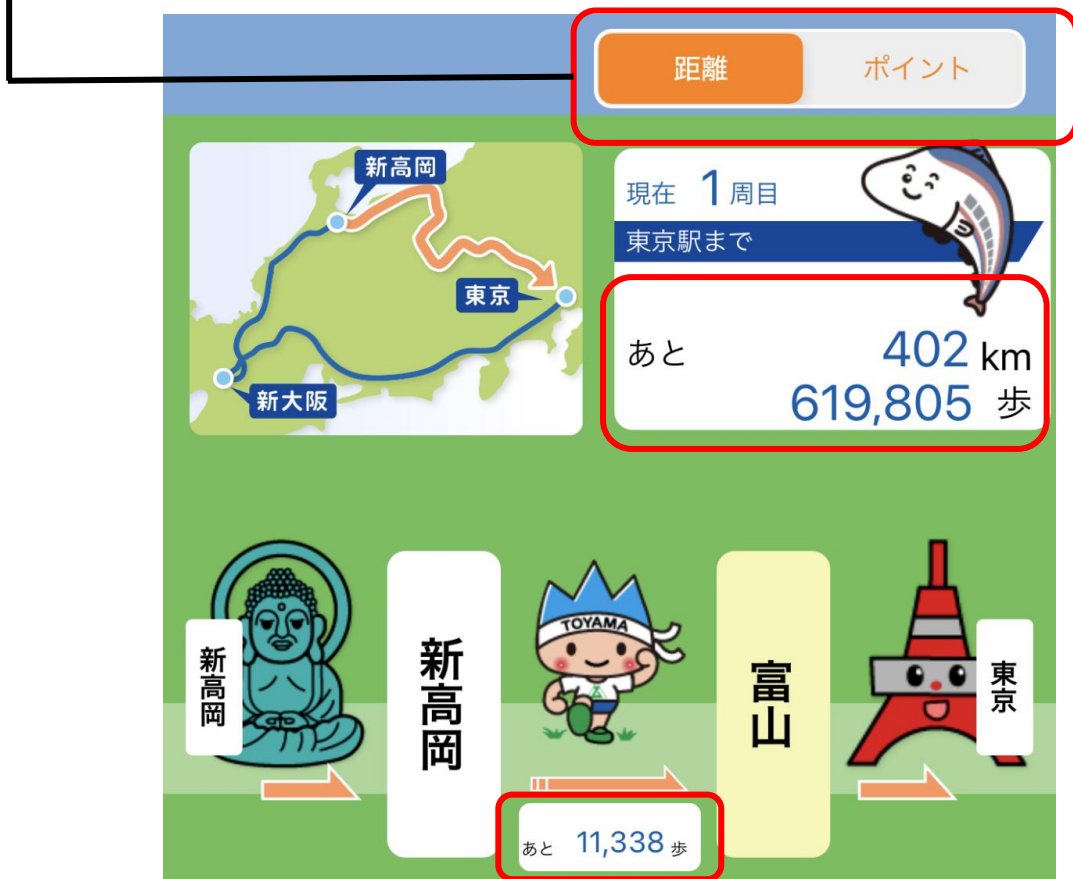 距離
ポイント
新高岡
東京
新大阪
現在 1 周目
東京駅まで
あと 402 km
619,805 歩
新高岡
新高岡
TOYAMA
富山
東京
あと 11,338 歩